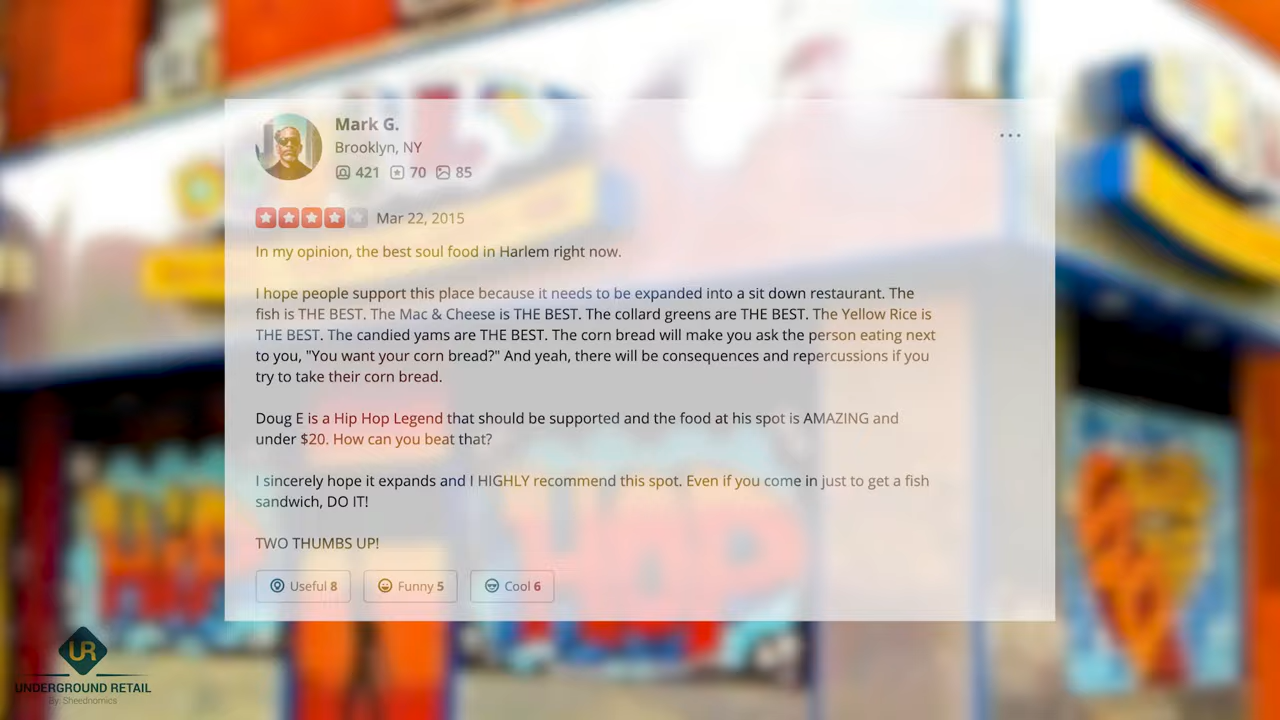 Mark G.
Brooklyn, NY
421 70 85
Mar 22, 2015
In my opinion, the best soul food in Harlem right now.
I hope people support this place because it needs to be expanded into a sit down restaurant. The
fish is THE BEST. The Mac & Cheese is THE BEST. The collard greens are THE BEST. The Yellow Rice is
THE BEST. The candied yams are THE BEST. The corn bread will make you ask the person eating next
to you, "You want your corn bread?" And yeah, there will be consequences and repercussions if you
try to take their corn bread.
Doug E is a Hip Hop Legend that should be supported and the food at his spot is AMAZING and
under $20. How can you beat that?
I sincerely hope it expands and I HIGHLY recommend this spot. Even if you come in just to get a fish
sandwich, DO IT!
TWO THUMBS UP!
Useful 8 Funny 5 Cool 6
HOP
UR
UNDERGROUND RETAIL
By: Sheednomics